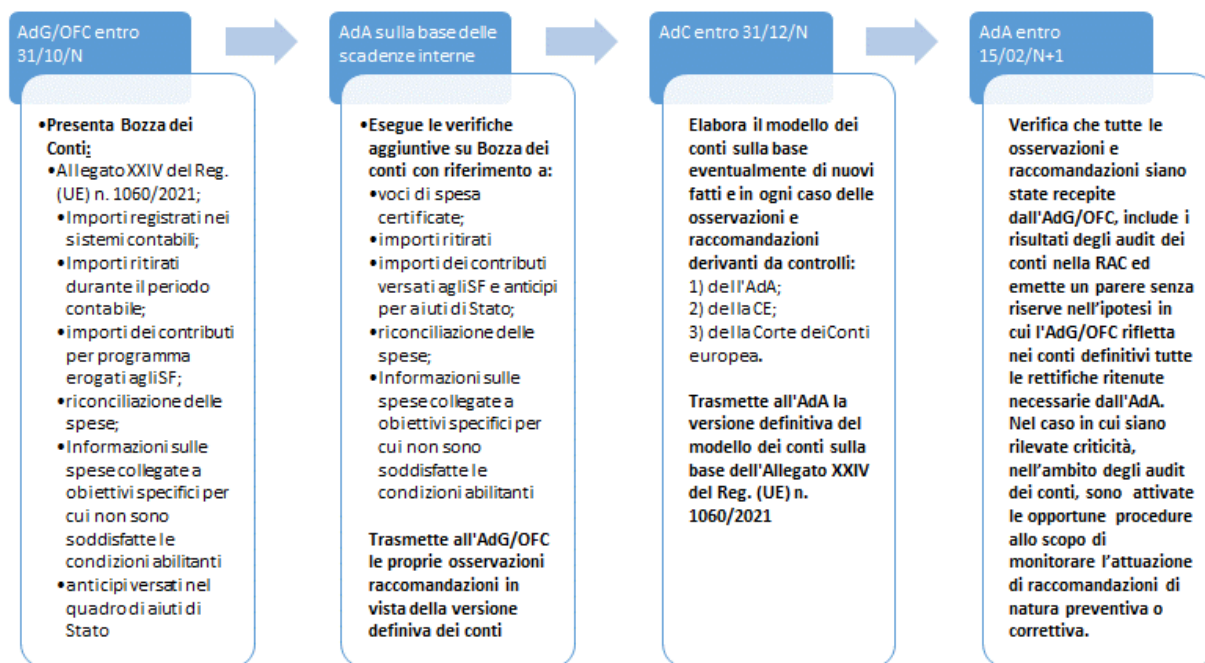 AdG/OFC entro
31/10/N
•Presenta Bozza dei
Conti:
•Allegato XXIV del Reg.
(UE) n. 1060/2021;
•Importi registrati nei
sistemi contabili;
•Importi ritirati
durante il periodo
contabile;
•importi dei contributi
per programma
erogati agli SF;
•riconciliazione delle
spese;
•Informazioni sulle
spese collegate a
obiettivi specifici per
cui non sono
soddisfatte le
condizioni abilitanti
•anticipi versati nel
quadro di aiuti di
Stato
AdA sulla base delle
scadenze interne
•Esegue le verifiche
aggiuntive su Bozza dei
conti con riferimento a:
•voci di spesa
certificate;
•importi ritirati
•importi dei contributi
versati agli SF e anticipi
per aiuti di Stato;
•riconciliazione delle
spese;
•Informazioni sulle
spese collegate a
obiettivi specifici per
cui non sono
soddisfatte le
condizioni abilitanti
Trasmette all'AdG/OFC
le proprie osservazioni
raccomandazioni in
vista della versione
definiva dei conti
AdC entro 31/12/N
Elabora il modello dei
conti sulla base
eventualmente di nuovi
fatti e in ogni caso delle
osservazioni e
raccomandazioni
derivanti da controlli:
1) dell'AdA;
2) della CE;
3) della Corte dei Conti
europea.
Trasmette all'AdA la
versione definitiva del
modello dei conti sulla
base dell'Allegato XXIV
del Reg. (UE) n.
1060/2021
AdA entro
15/02/N+1
Verifica che tutte le
osservazioni e
raccomandazioni siano
state recepite
dall'AdG/OFC, include i
risultati degli audit dei
conti nella RAC ed
emette un parere senza
riserve nell’ipotesi in
cui l'AdG/OFC rifletta
nei conti definitivi tutte
le rettifiche ritenute
necessarie dall'AdA.
Nel caso in cui siano
rilevate criticità,
nell’ambito degli audit
dei conti, sono attivate
le opportune procedure
allo scopo di
monitorare l’attuazione
di raccomandazioni di
natura preventiva o
correttiva.